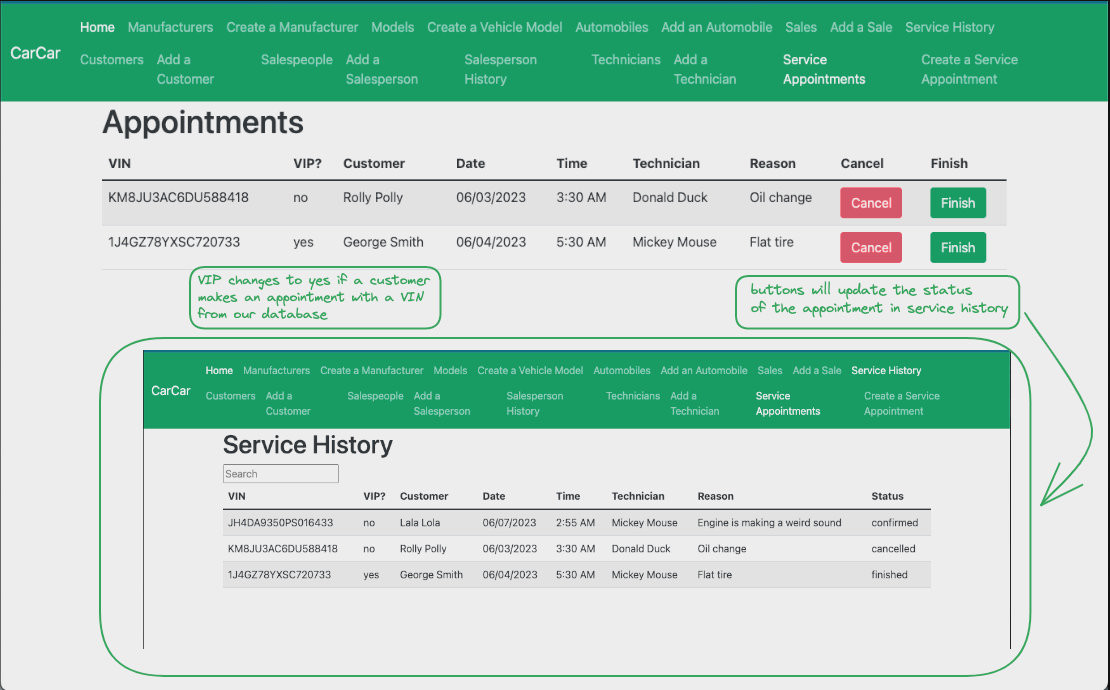 Home Manufacturers Create a Manufacturer Models Create a Vehicle Model Automobiles Add an Automobile Sales Add a Sale Service History
CarCar
Customers Add a Customer Salespeople Add a Salesperson Salesperson History Technicians Add a Technician Service Appointments Create a Service Appointment
Appointments
VIN VIP? Customer Date Time Technician Reason Cancel Finish
KM8JU3AC6DU588418 no Rolly Polly 06/03/2023 3:30 AM Donald Duck Oil change Cancel Finish
1J4GZ78YXSC720733 yes George Smith 06/04/2023 5:30 AM Mickey Mouse Flat tire Cancel Finish
VIP changes to yes if a customer
makes an appointment with a VIN
from our database
buttons will update the status
of the appointment in service history
Home Manufacturers Create a Manufacturer Models Create a Vehicle Model Automobiles Add an Automobile Sales Add a Sale Service History
CarCar
Customers Add a Customer Salespeople Add a Salesperson Salesperson History Technicians Add a Technician Service Appointments Create a Service Appointment
Service History
Search
VIN VIP? Customer Date Time Technician Reason Status
JH4DA9350PS016433 no Lala Lola 06/07/2023 2:55 AM Mickey Mouse Engine is making a weird sound confirmed
KM8JU3AC6DU588418 no Rolly Polly 06/03/2023 3:30 AM Donald Duck Oil change cancelled
1J4GZ78YXSC720733 yes George Smith 06/04/2023 5:30 AM Mickey Mouse Flat tire finished